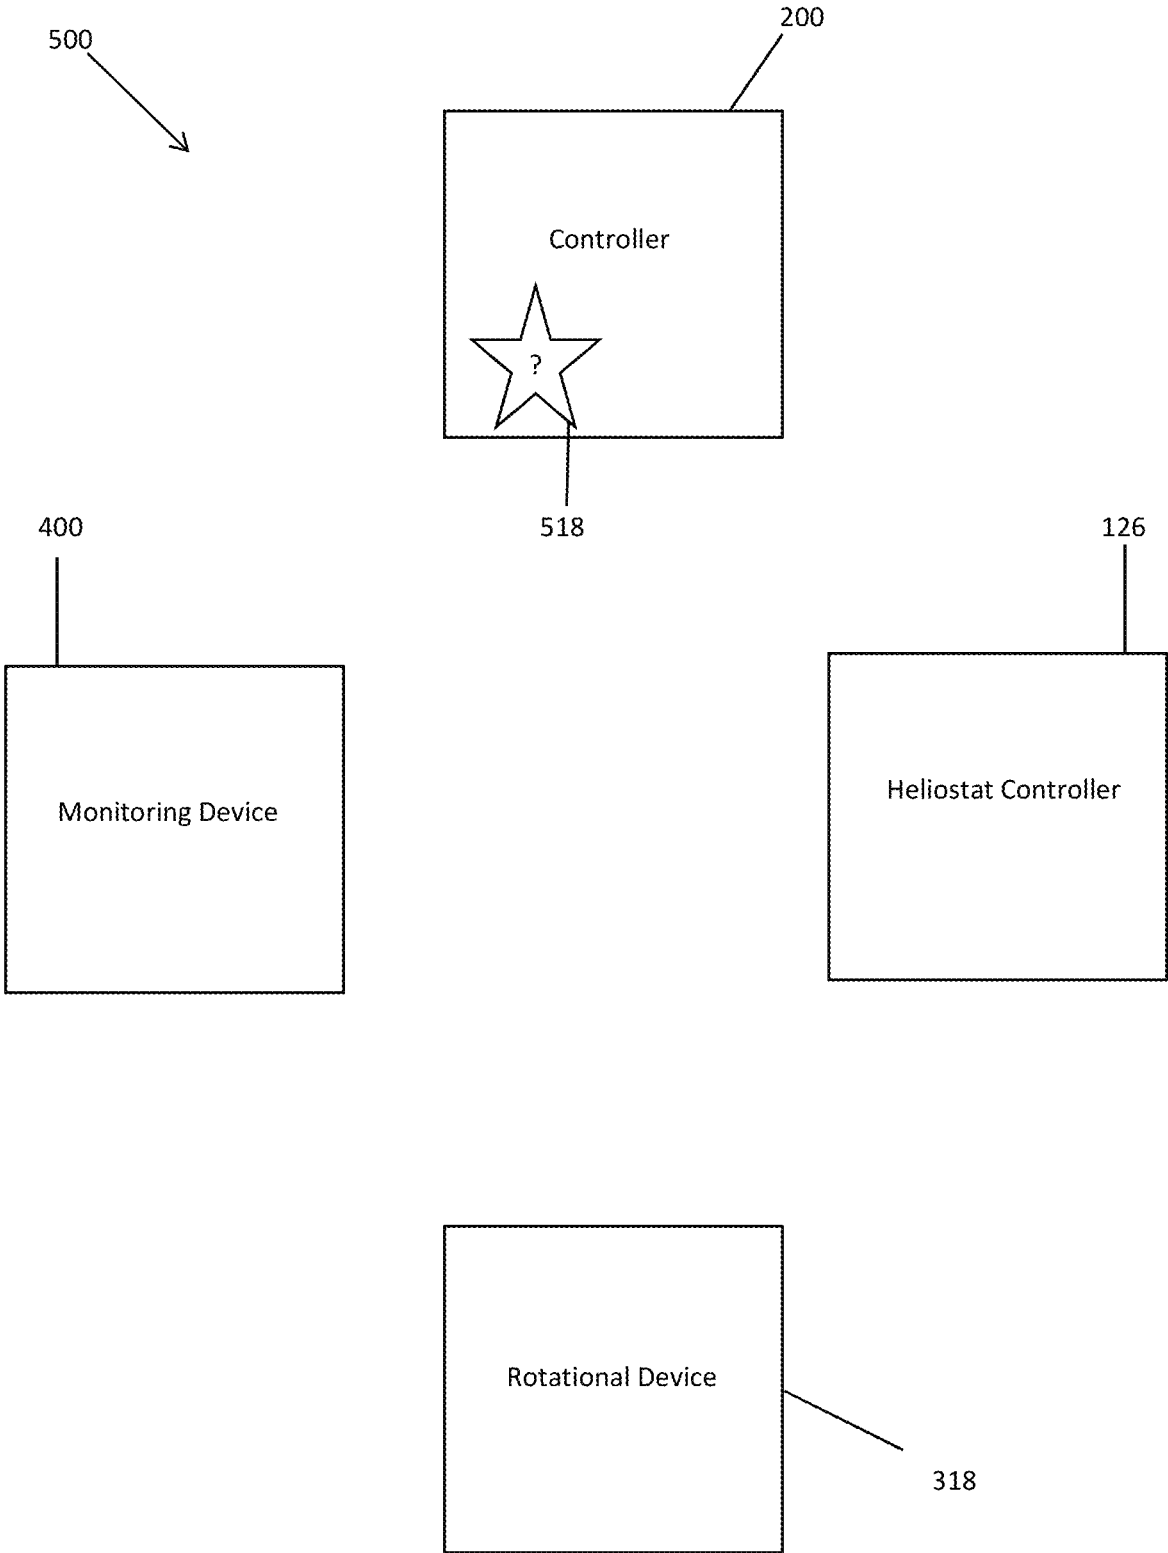 200
500
Controller
?
518
400
126
Monitoring Device
Heliostat Controller
Rotational Device
318